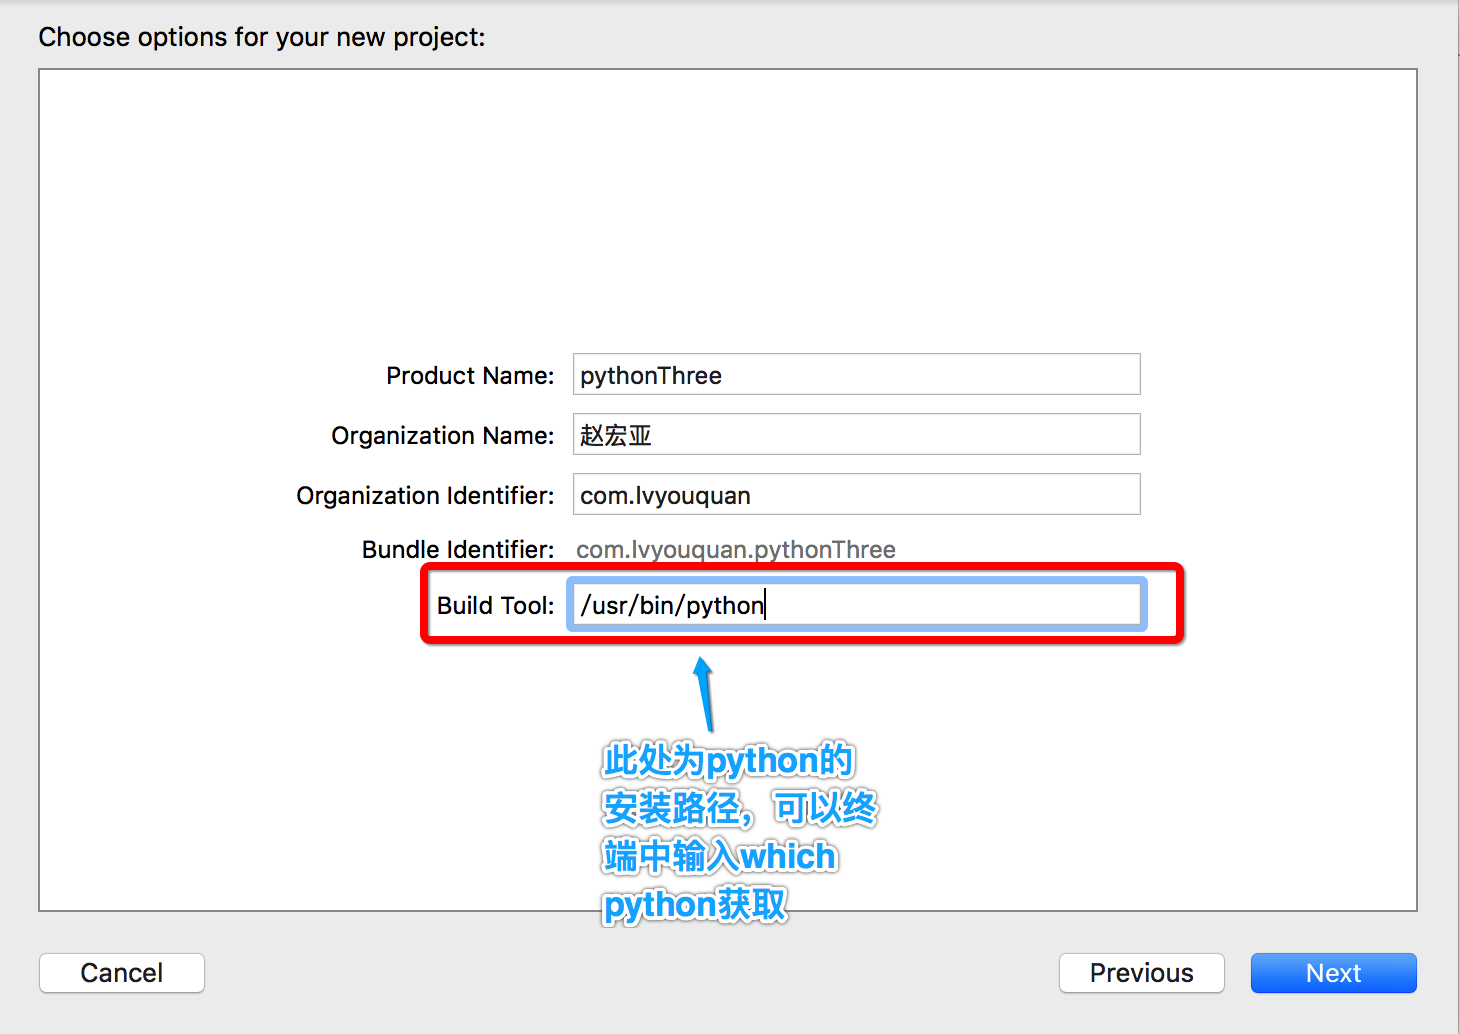 Choose options for your new project:
Product Name: pythonThree
Organization Name: 赵宏亚
Organization Identifier: com.lvyouquan
Bundle Identifier: com.lvyouquan.pythonThree
Build Tool: /usr/bin/python
此处为python的
安装路径，可以终
端中输入which
python获取
Cancel Previous Next